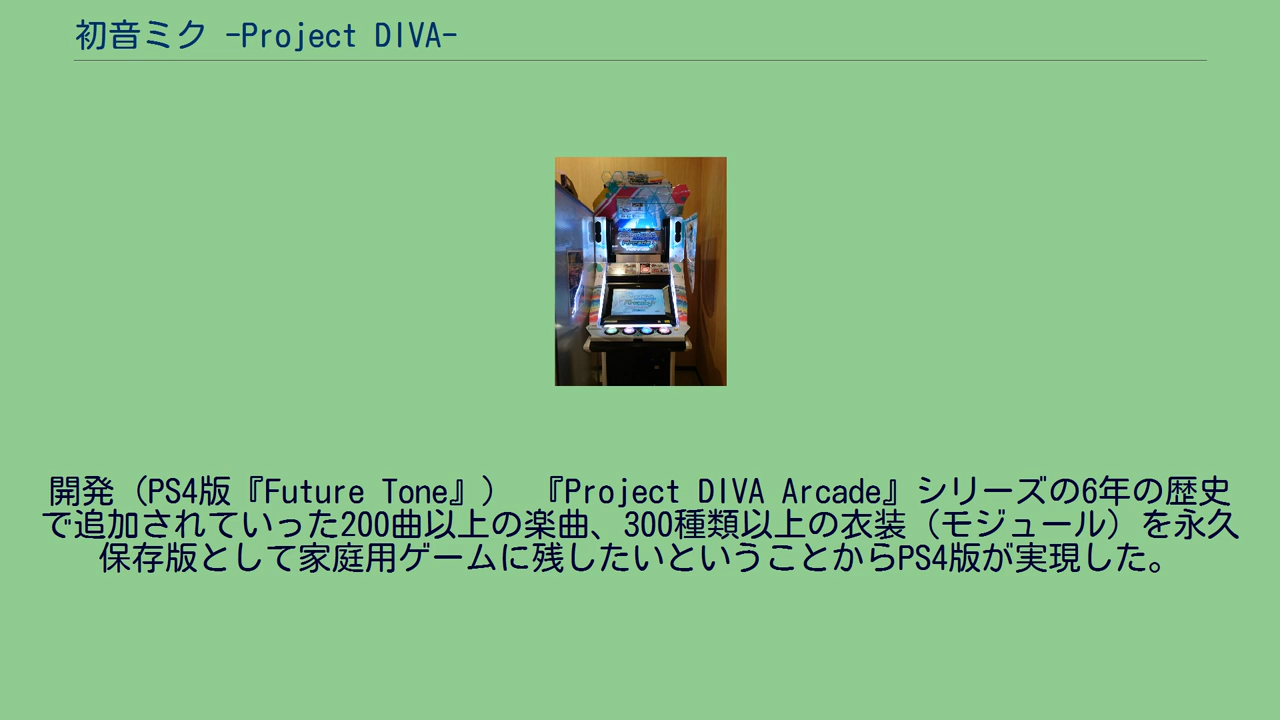 初音ミク -Project DIVA-
開発（PS4版『Future Tone』）　『Project DIVA Arcade』シリーズの6年の歴史
で追加されていった200曲以上の楽曲、300種類以上の衣装（モジュール）を永久
保存版として家庭用ゲームに残したいということからPS4版が実現した。